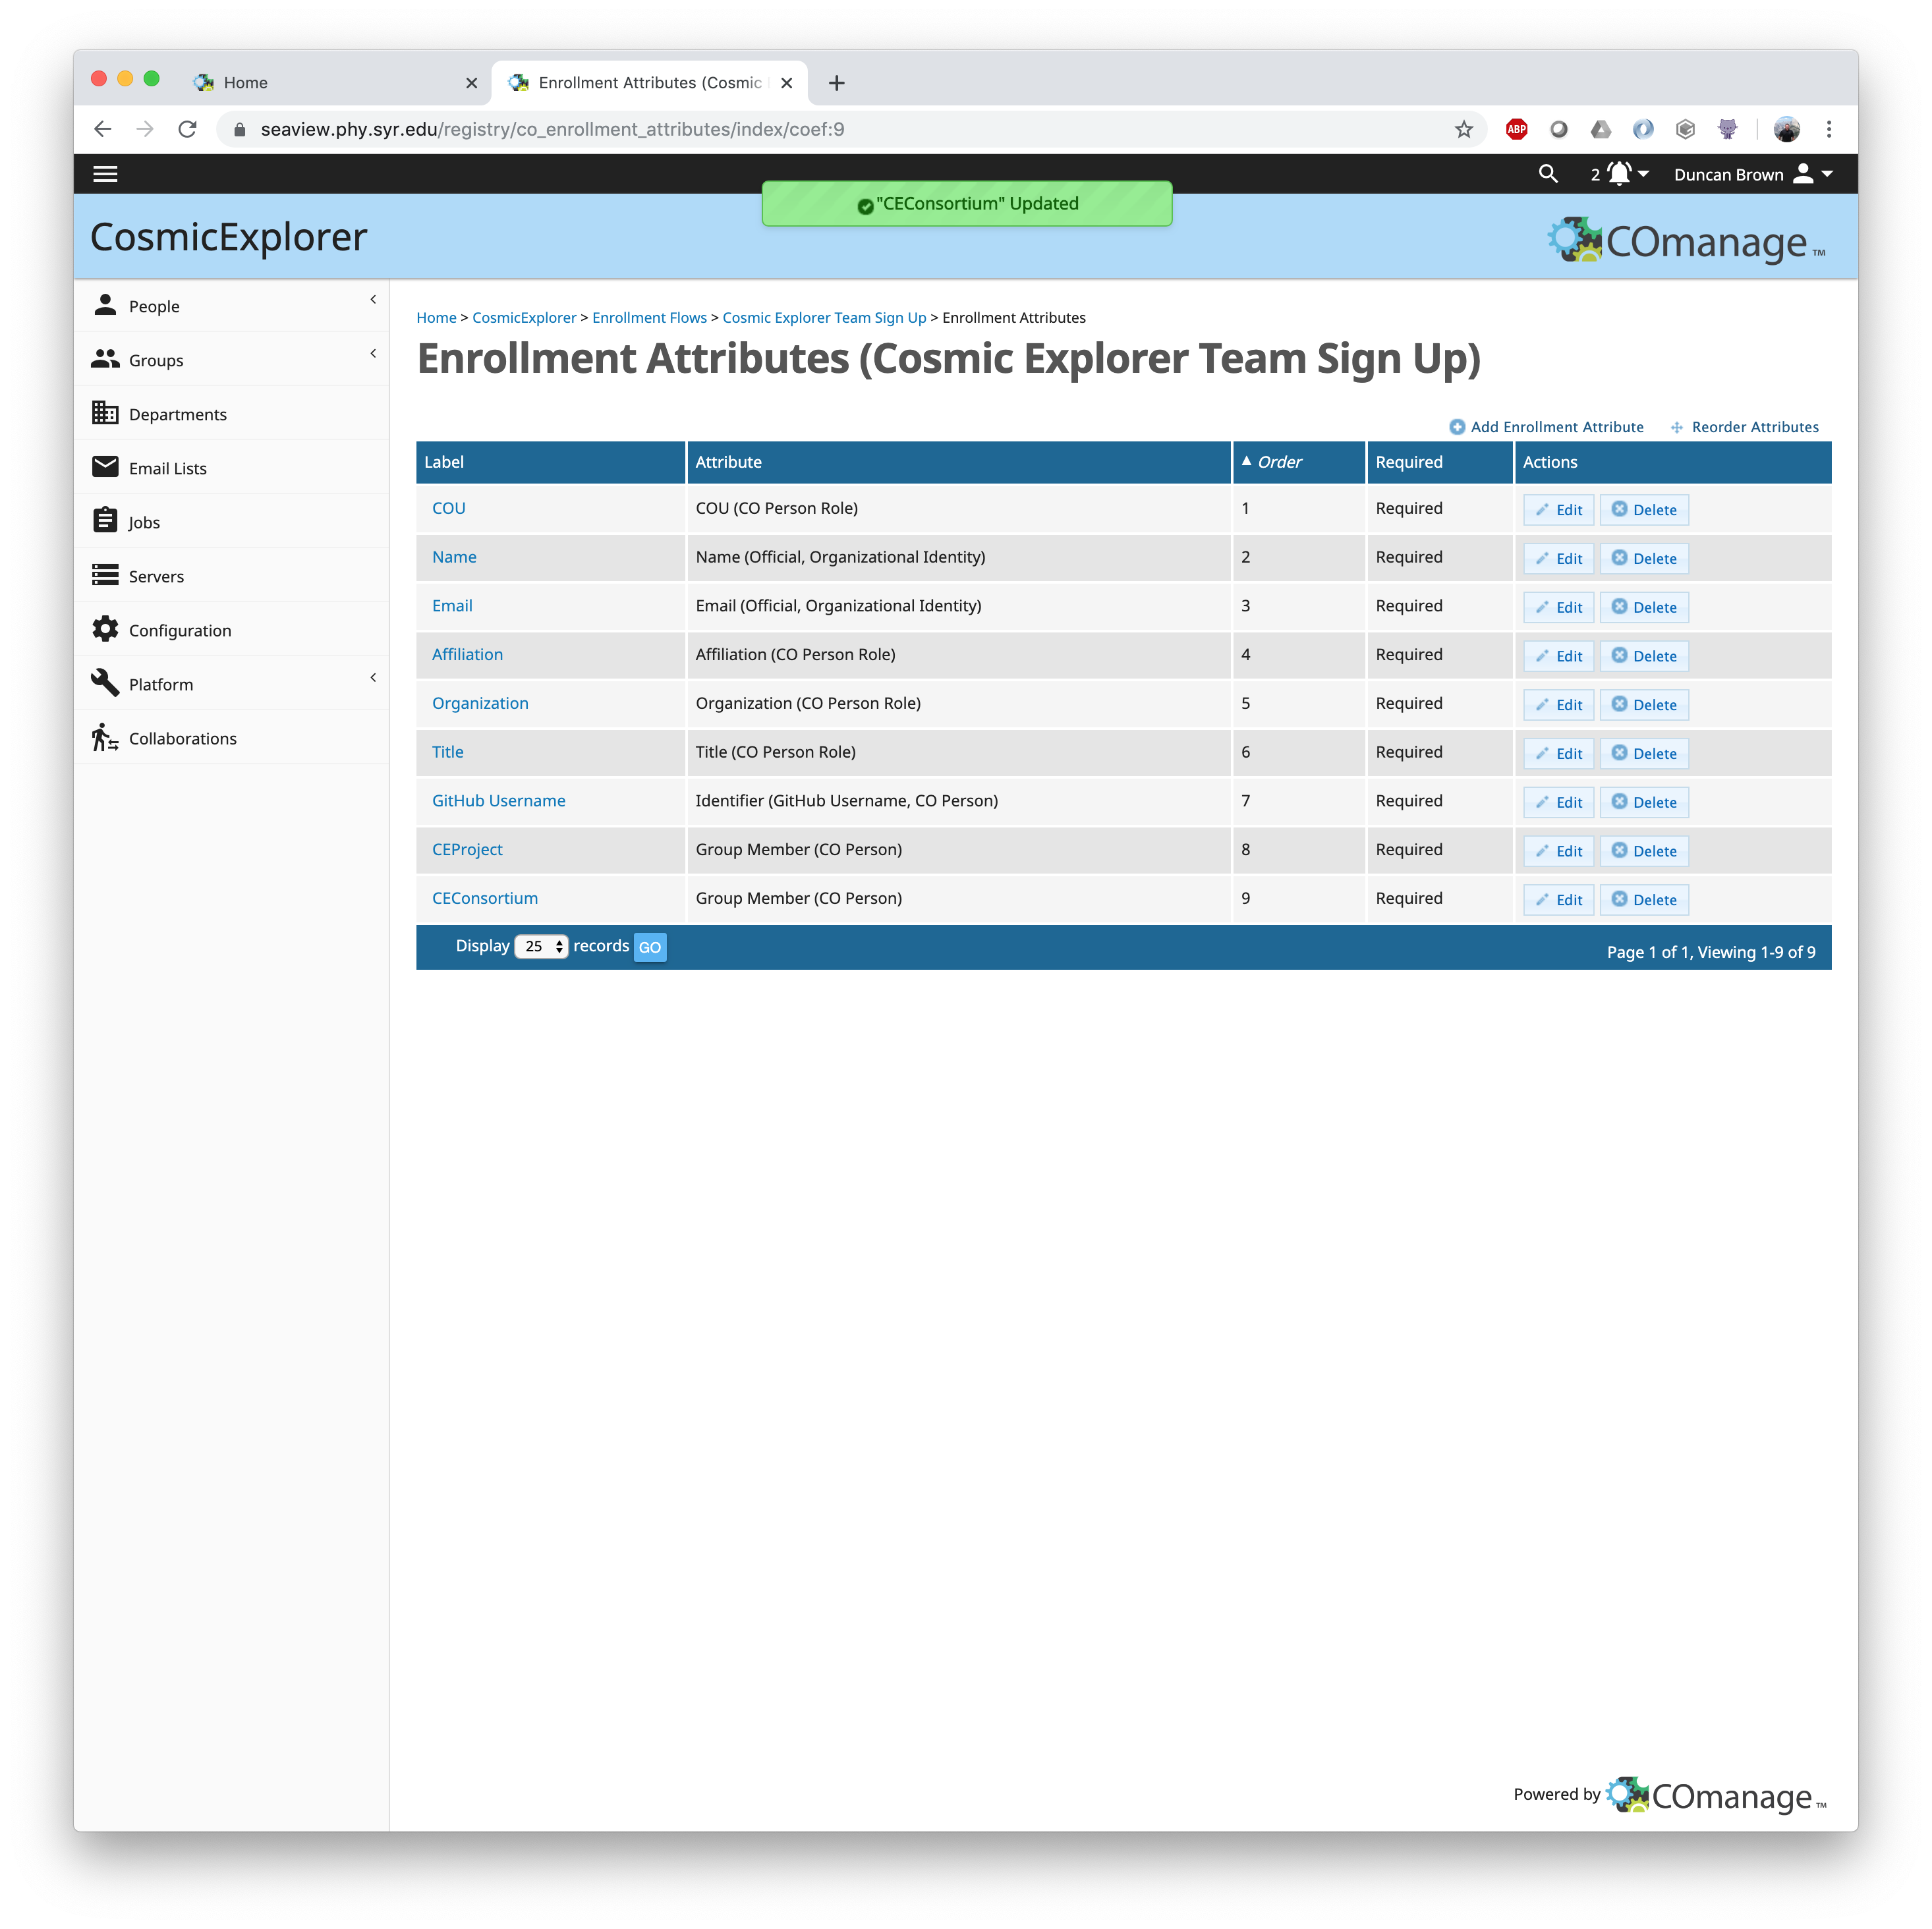 Home
Enrollment Attributes (Cosmic
seaview.phy.syr.edu/registry/co_enrollment_attributes/index/coef:9
ABP
2
Duncan Brown
"CEConsortium" Updated
CosmicExplorer
COmanage TM
People
Groups
Departments
Email Lists
Jobs
Servers
Configuration
Platform
Collaborations
Home > CosmicExplorer > Enrollment Flows > Cosmic Explorer Team Sign Up > Enrollment Attributes
Enrollment Attributes (Cosmic Explorer Team Sign Up)
Add Enrollment Attribute Reorder Attributes
Label Attribute Order Required Actions
COU COU (CO Person Role) 1 Required Edit Delete
Name Name (Official, Organizational Identity) 2 Required Edit Delete
Email Email (Official, Organizational Identity) 3 Required Edit Delete
Affiliation Affiliation (CO Person Role) 4 Required Edit Delete
Organization Organization (CO Person Role) 5 Required Edit Delete
Title Title (CO Person Role) 6 Required Edit Delete
GitHub Username Identifier (GitHub Username, CO Person) 7 Required Edit Delete
CEProject Group Member (CO Person) 8 Required Edit Delete
CEConsortium Group Member (CO Person) 9 Required Edit Delete
Display 25 records GO
Page 1 of 1, Viewing 1-9 of 9
Powered by COmanage TM